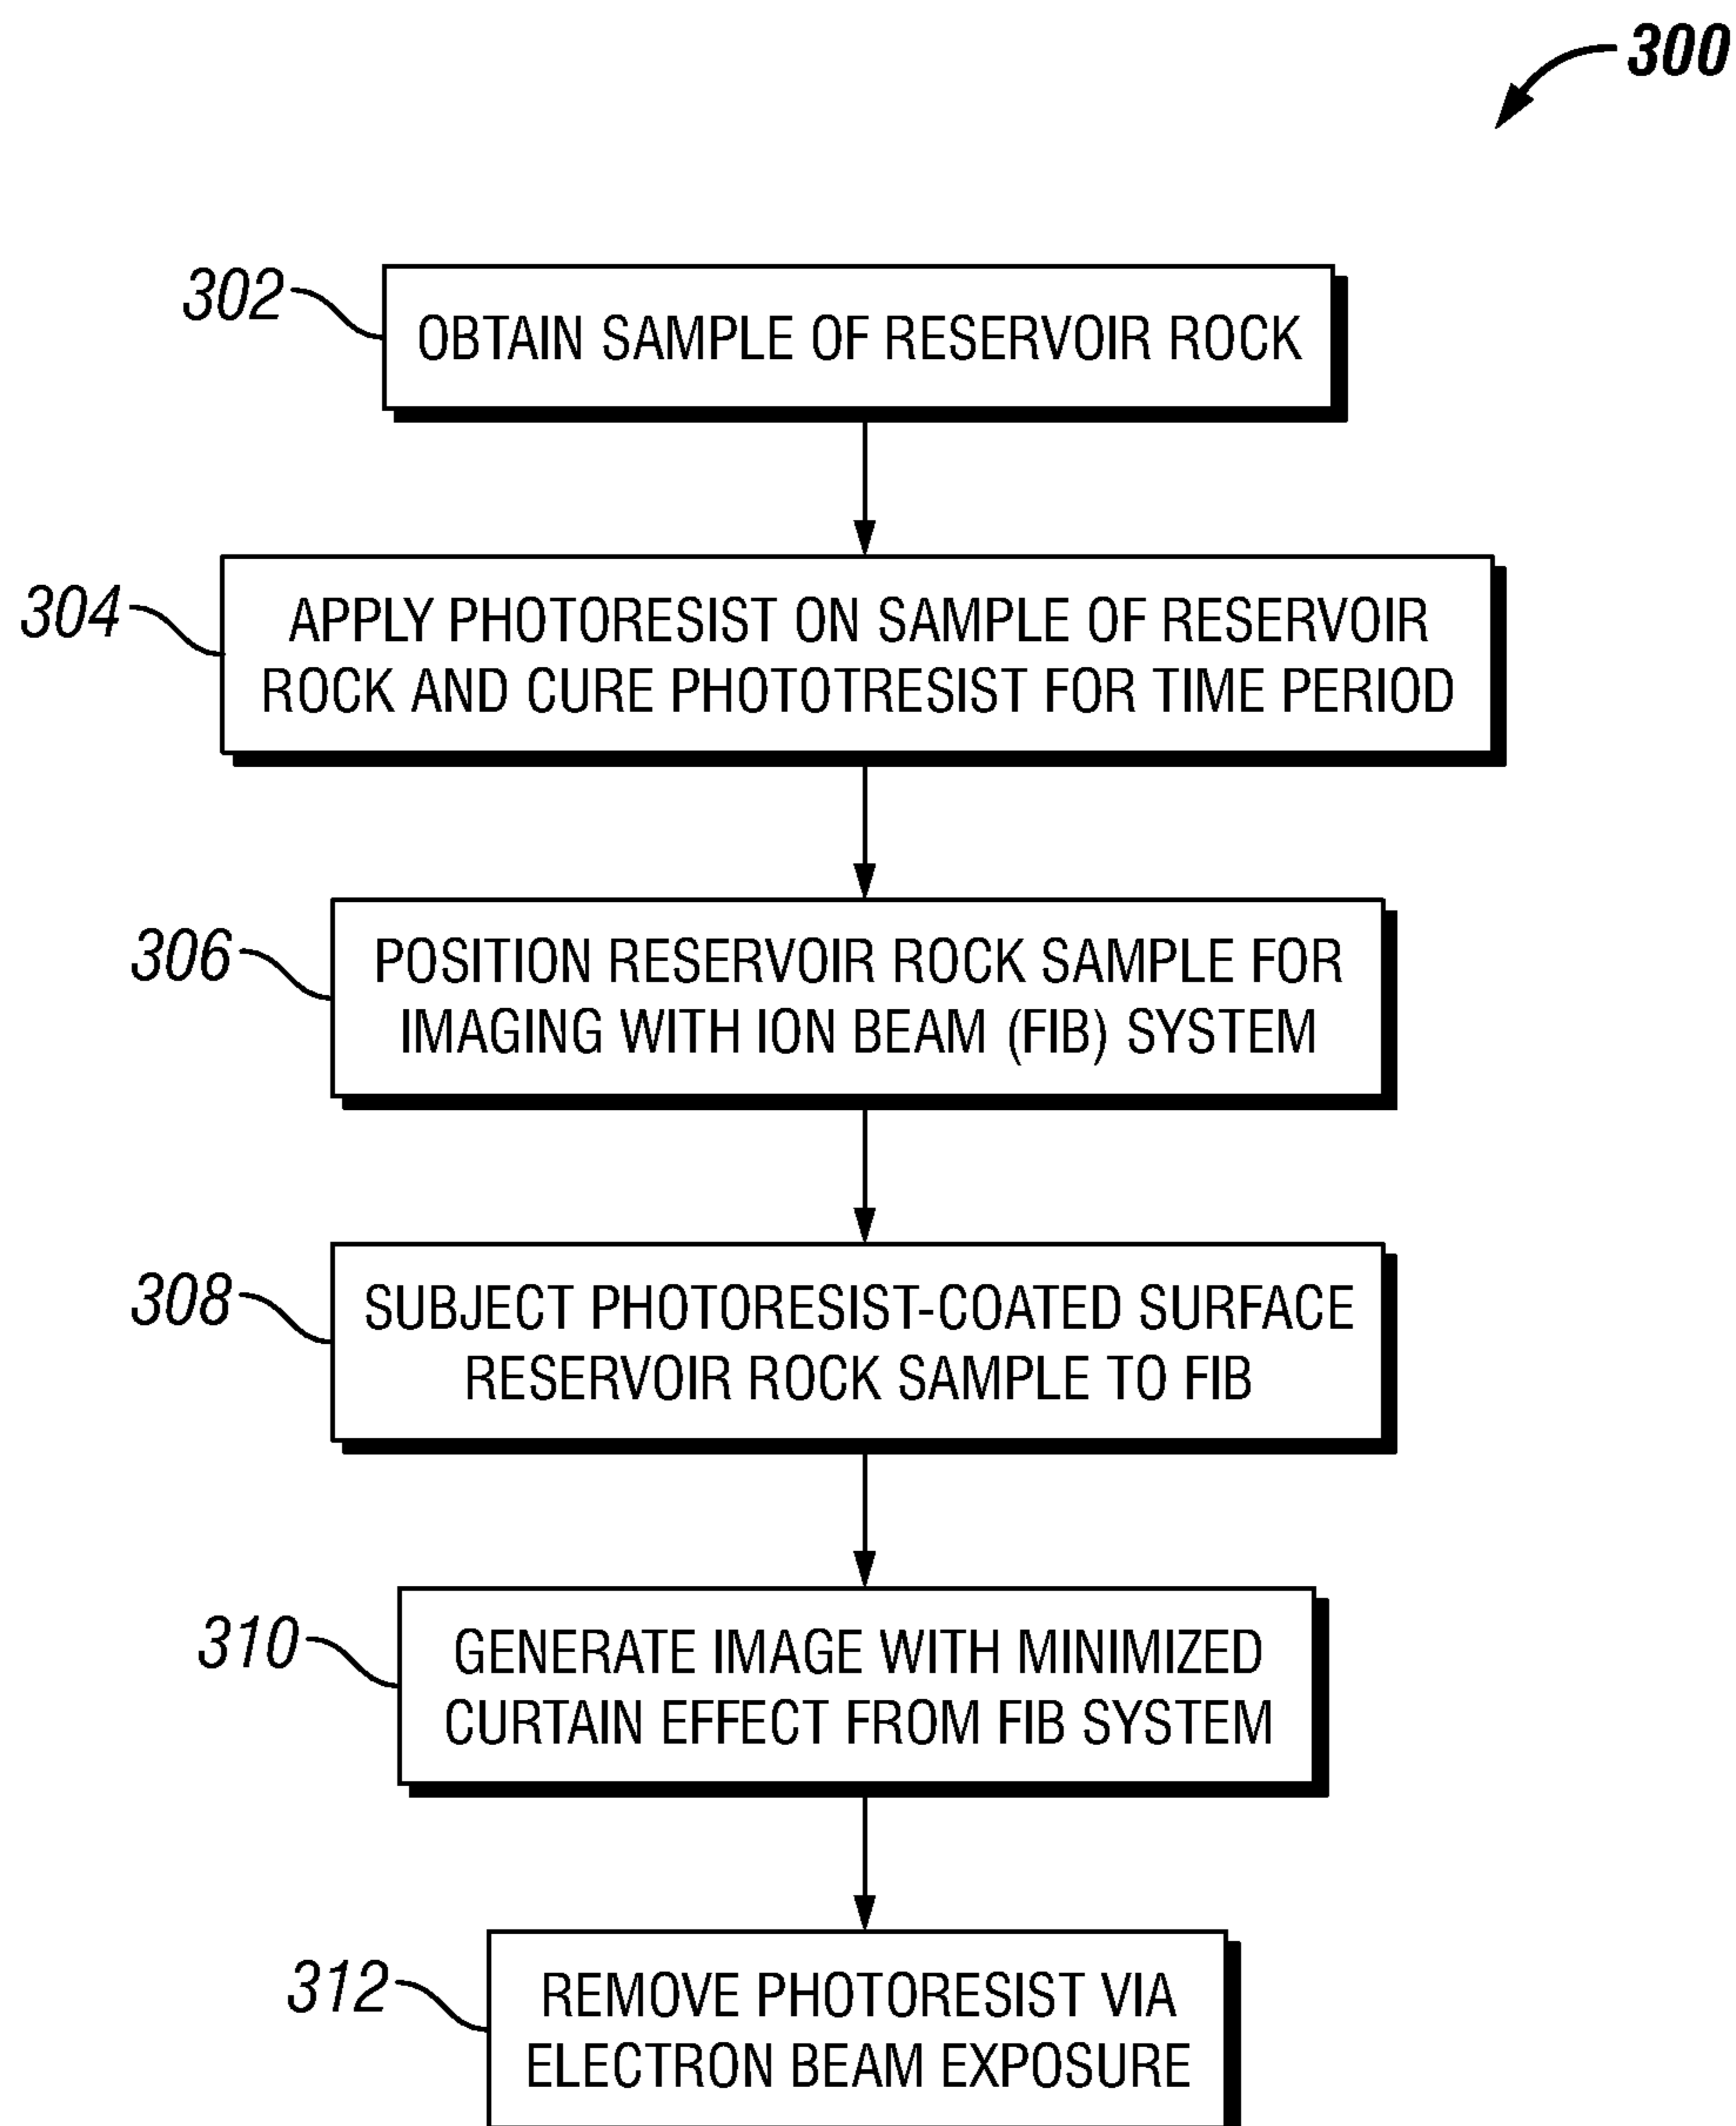 300
302
OBTAIN SAMPLE OF RESERVOIR ROCK
304
APPLY PHOTORESIST ON SAMPLE OF RESERVOIR
ROCK AND CURE PHOTOTRESIST FOR TIME PERIOD
306
POSITION RESERVOIR ROCK SAMPLE FOR
IMAGING WITH ION BEAM (FIB) SYSTEM
308
SUBJECT PHOTORESIST-COATED SURFACE
RESERVOIR ROCK SAMPLE TO FIB
310
GENERATE IMAGE WITH MINIMIZED
CURTAIN EFFECT FROM FIB SYSTEM
312
REMOVE PHOTORESIST VIA
ELECTRON BEAM EXPOSURE